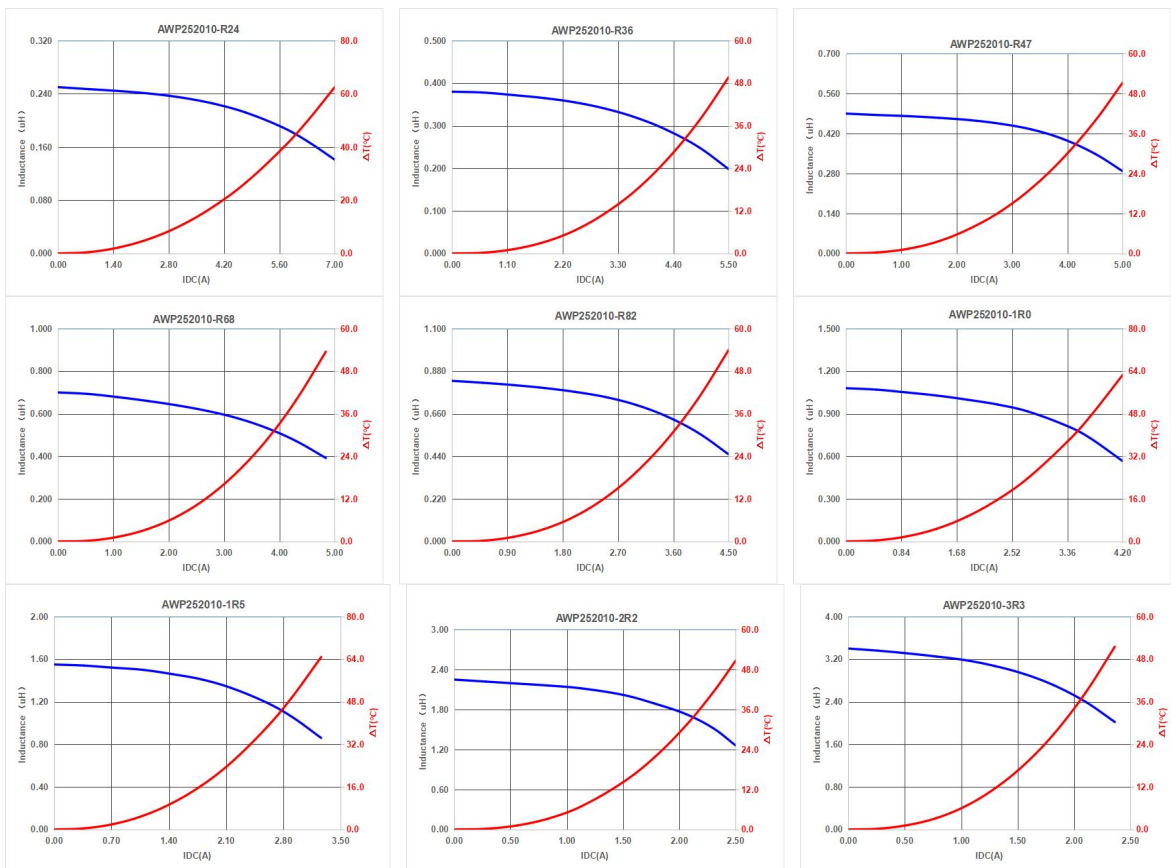 AWP252010-R24
0.320
0.240
0.160
0.080
0.000
80.0
60.0
40.0
20.0
0.0
0.00 1.40 2.80 4.20 5.60 7.00
Inductance (uH)
ΔT(℃)
IDC(A)
AWP252010-R36
0.500
0.400
0.300
0.200
0.100
0.000
60.0
48.0
36.0
24.0
12.0
0.0
0.00 1.10 2.20 3.30 4.40 5.50
Inductance (uH)
ΔT(℃)
IDC(A)
AWP252010-R47
0.700
0.560
0.420
0.280
0.140
0.000
60.0
48.0
36.0
24.0
12.0
0.0
0.00 1.00 2.00 3.00 4.00 5.00
Inductance (uH)
ΔT(℃)
IDC(A)
AWP252010-R68
1.000
0.800
0.600
0.400
0.200
0.000
60.0
48.0
36.0
24.0
12.0
0.0
0.00 1.00 2.00 3.00 4.00 5.00
Inductance (uH)
ΔT(℃)
IDC(A)
AWP252010-R82
1.100
0.880
0.660
0.440
0.220
0.000
60.0
48.0
36.0
24.0
12.0
0.0
0.00 0.90 1.80 2.70 3.60 4.50
Inductance (uH)
ΔT(℃)
IDC(A)
AWP252010-1R0
1.500
1.200
0.900
0.600
0.300
0.000
80.0
64.0
48.0
32.0
16.0
0.0
0.00 0.84 1.68 2.52 3.36 4.20
Inductance (uH)
ΔT(℃)
IDC(A)
AWP252010-1R5
2.00
1.60
1.20
0.80
0.40
0.00
80.0
64.0
48.0
32.0
16.0
0.0
0.00 0.70 1.40 2.10 2.80 3.50
Inductance (uH)
ΔT(℃)
IDC(A)
AWP252010-2R2
3.00
2.40
1.80
1.20
0.60
0.00
60.0
48.0
36.0
24.0
12.0
0.0
0.00 0.50 1.00 1.50 2.00 2.50
Inductance (uH)
ΔT(℃)
IDC(A)
AWP252010-3R3
4.00
3.20
2.40
1.60
0.80
0.00
60.0
48.0
36.0
24.0
12.0
0.0
0.00 0.50 1.00 1.50 2.00 2.50
Inductance (uH)
ΔT(℃)
IDC(A)